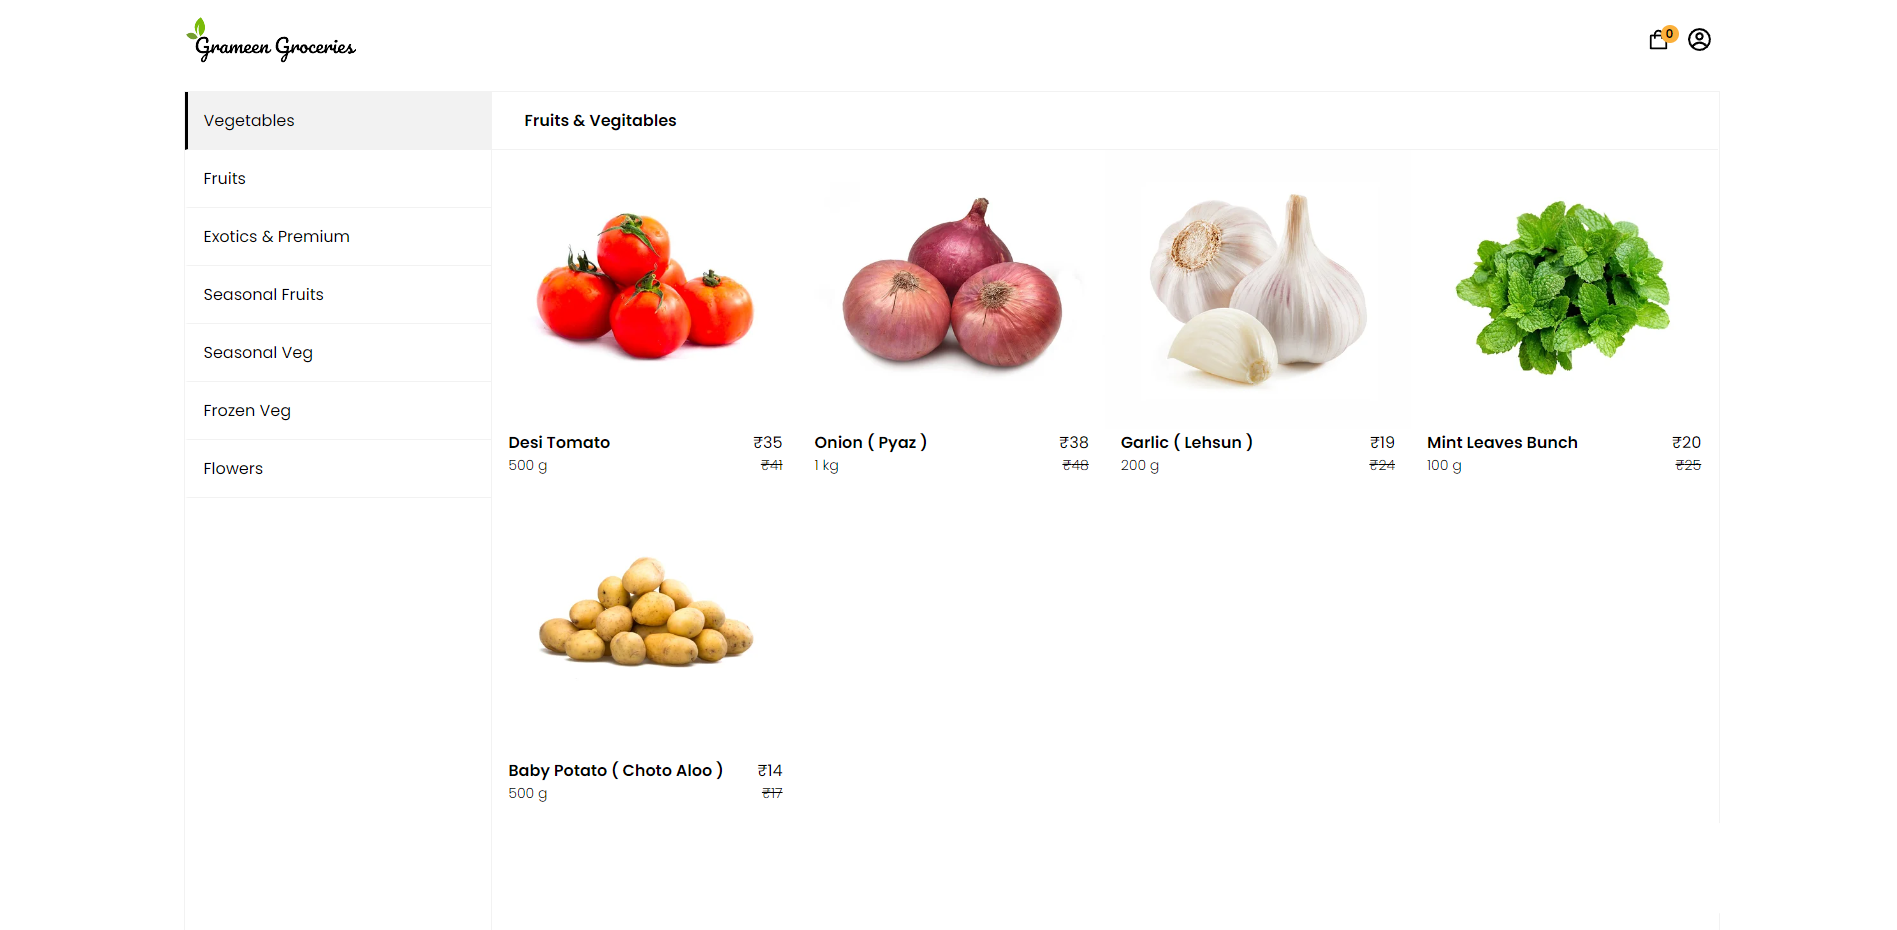 Grameen Groceries
0
Vegetables
Fruits
Exotics & Premium
Seasonal Fruits
Seasonal Veg
Frozen Veg
Flowers
Fruits & Vegitables
Desi Tomato ₹35
500 g ₹41
Onion ( Pyaz ) ₹38
1 kg ₹48
Garlic ( Lehsun ) ₹19
200 g ₹24
Mint Leaves Bunch ₹20
100 g ₹25
Baby Potato ( Choto Aloo ) ₹14
500 g ₹17